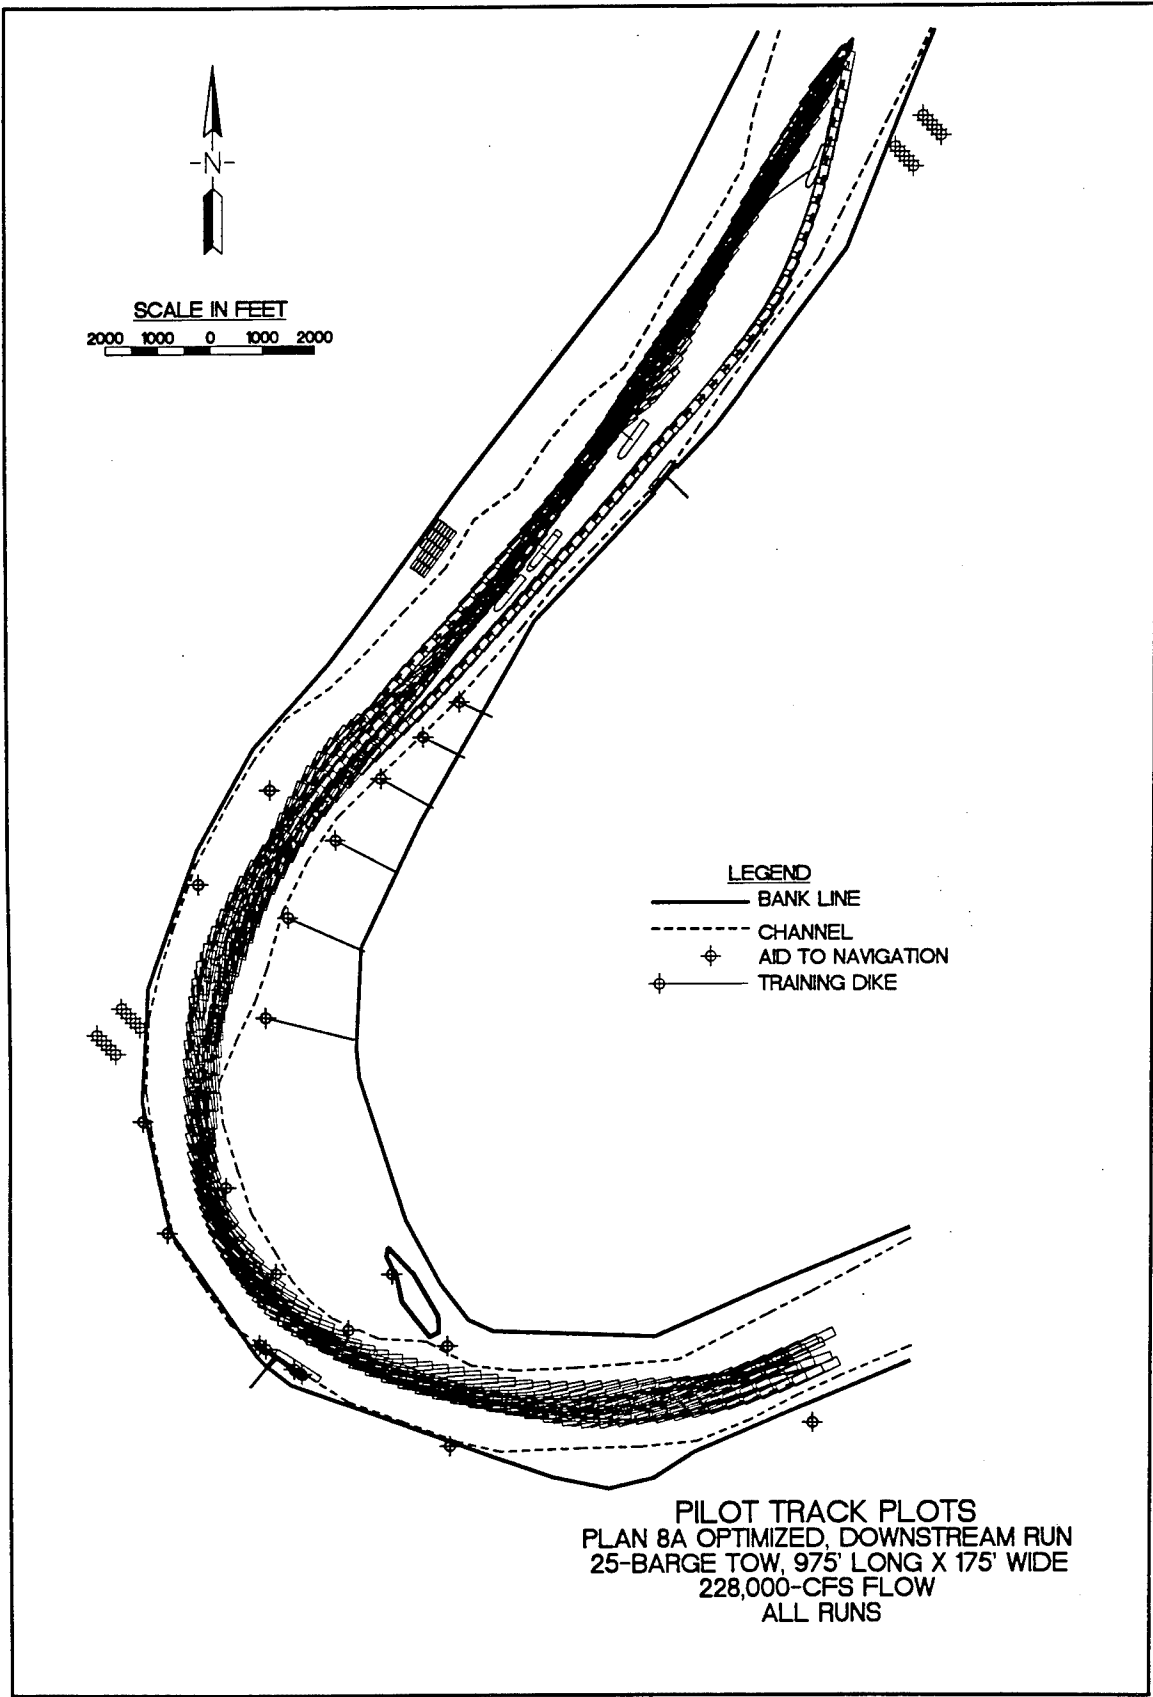 -N-
SCALE IN FEET
2000 1000 0 1000 2000
LEGEND
BANK LINE
CHANNEL
AID TO NAVIGATION
TRAINING DIKE
PILOT TRACK PLOTS
PLAN 8A OPTIMIZED, DOWNSTREAM RUN
25-BARGE TOW, 975' LONG X 175' WIDE
228,000-CFS FLOW
ALL RUNS